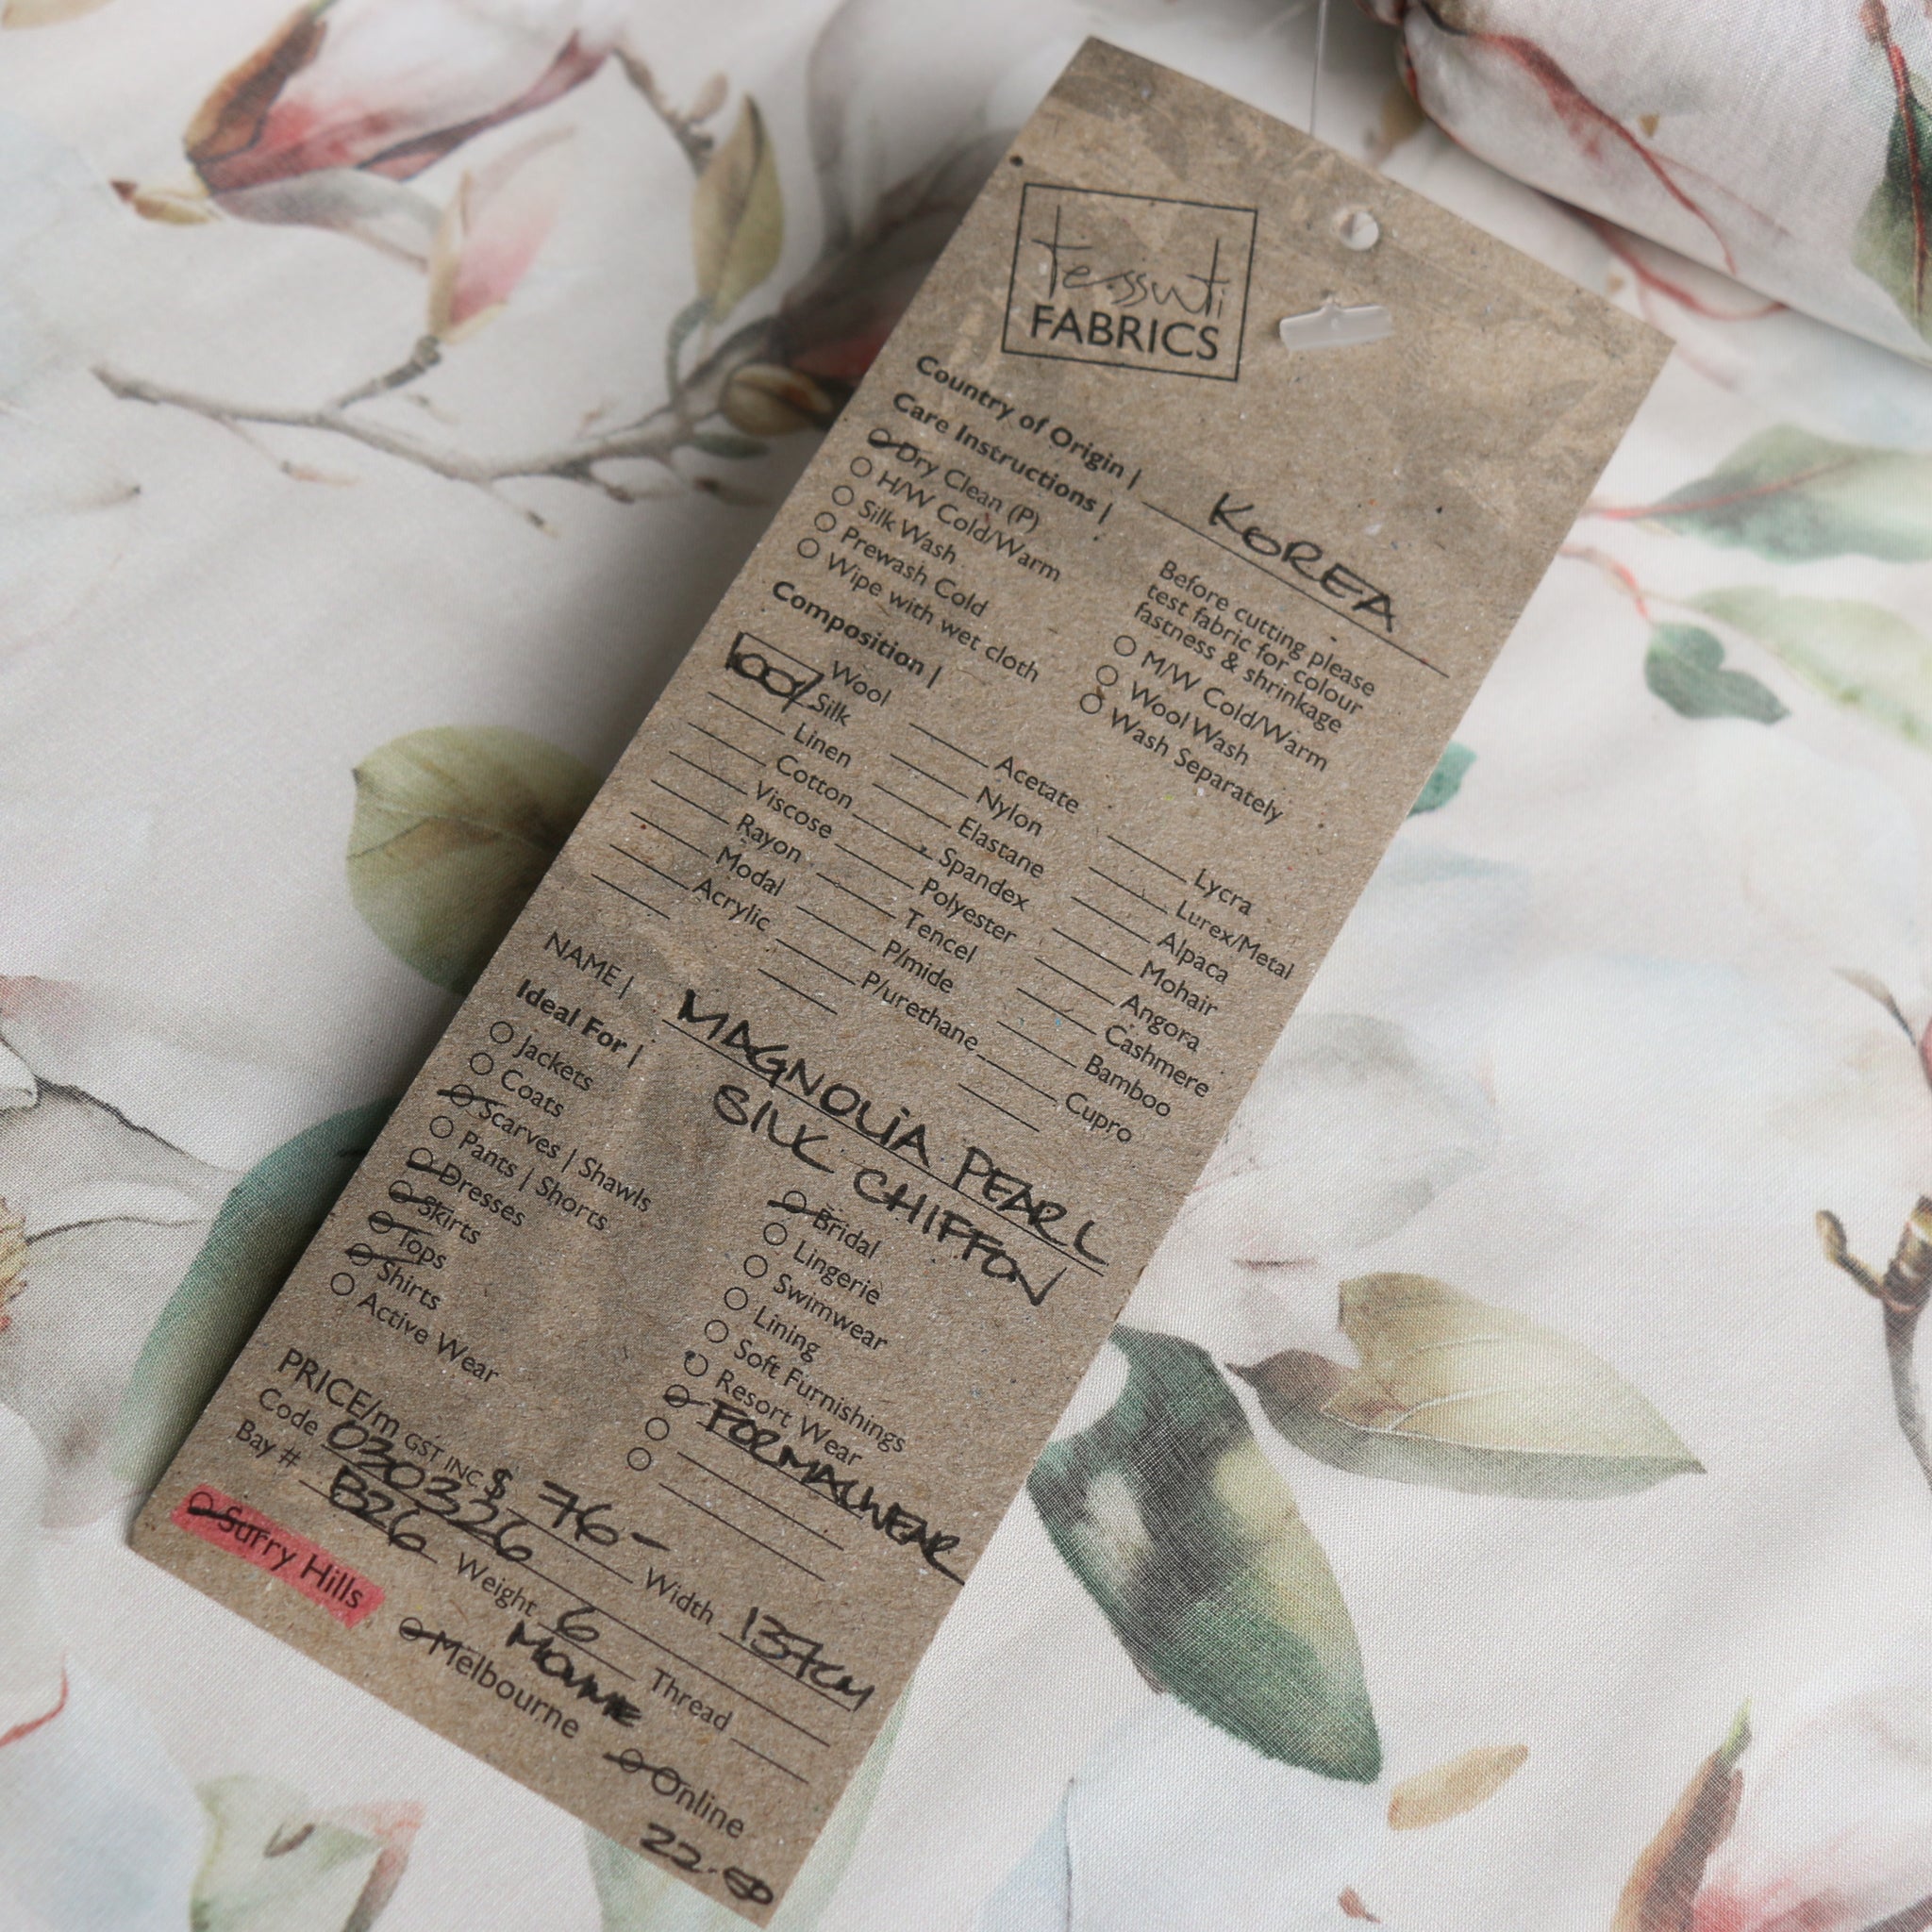 tessuti
FABRICS
Country of Origin | KOREA
Care Instructions |
Dry Clean (P)
H/W Cold/Warm
Silk Wash
Prewash Cold
Wipe with wet cloth
Before cutting please
test fabric for colour
fastness & shrinkage
M/W Cold/Warm
Wool Wash
Wash Separately
Composition |
Wool
100% Silk
Linen
Cotton
Viscose
Rayon
Modal
Acrylic
Acetate
Nylon
Elastane
Spandex
Polyester
Tencel
P/mide
P/urethane
Lycra
Lurex/Metal
Alpaca
Mohair
Angora
Cashmere
Bamboo
Cupro
NAME | MAGNOLIA PEARL
SILK CHIFFON
Ideal For |
Jackets
Coats
Scarves | Shawls
Pants | Shorts
Dresses
Skirts
Tops
Shirts
Active Wear
Bridal
Lingerie
Swimwear
Lining
Soft Furnishings
Resort Wear
FORMALWEAR
PRICE/m GST INC $ 76-
Code 030326 Width 137cm
Bay # B26 Weight 6 MOMME Thread
Surry Hills Melbourne Online
22.50